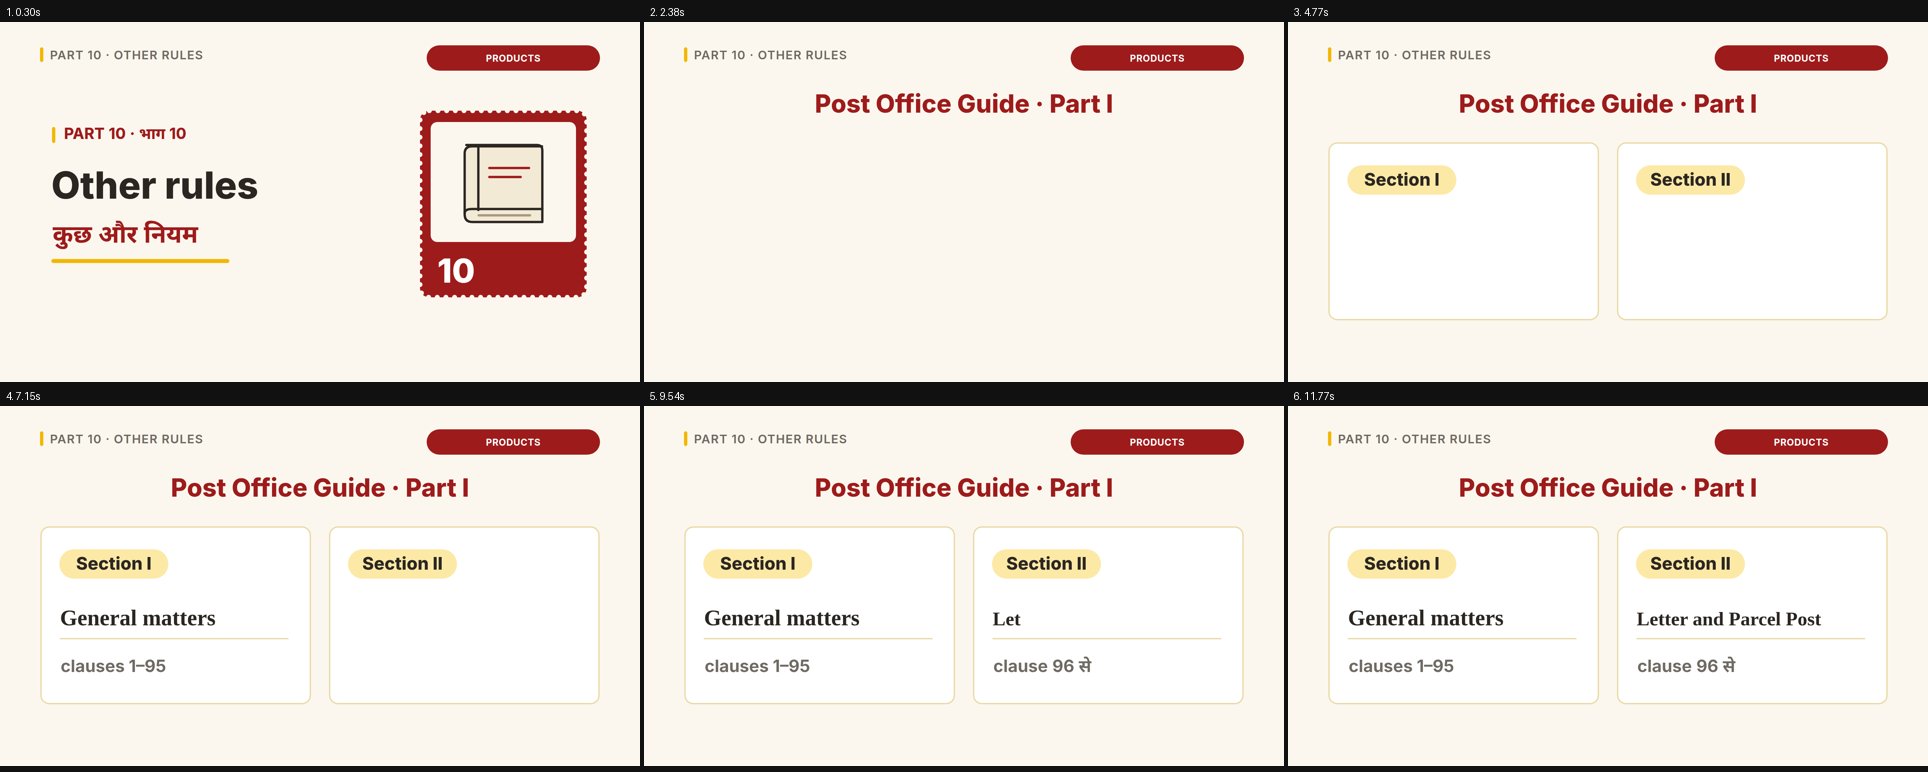 1. 0.30s
PART 10 · OTHER RULES
PRODUCTS
PART 10 · भाग 10
Other rules
कुछ और नियम
10
2. 2.38s
PART 10 · OTHER RULES
PRODUCTS
Post Office Guide · Part I
3. 4.77s
PART 10 · OTHER RULES
PRODUCTS
Post Office Guide · Part I
Section I
Section II
4. 7.15s
PART 10 · OTHER RULES
PRODUCTS
Post Office Guide · Part I
Section I
Section II
General matters
clauses 1–95
5. 9.54s
PART 10 · OTHER RULES
PRODUCTS
Post Office Guide · Part I
Section I
Section II
General matters
Let
clauses 1–95
clause 96 से
6. 11.77s
PART 10 · OTHER RULES
PRODUCTS
Post Office Guide · Part I
Section I
Section II
General matters
Letter and Parcel Post
clauses 1–95
clause 96 से